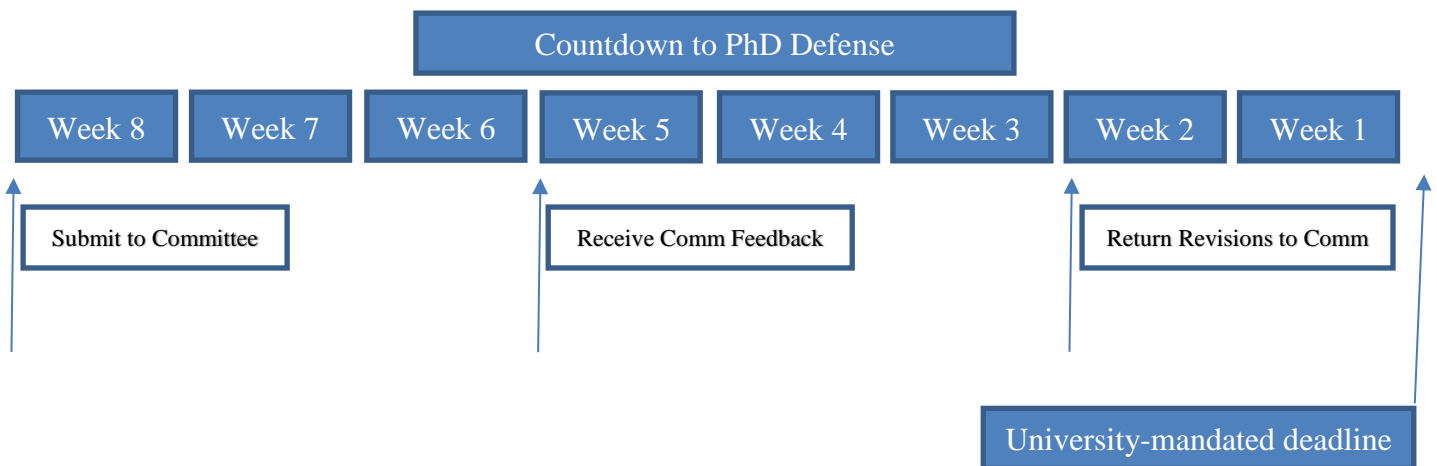 Countdown to PhD Defense
Week 8
Week 7
Week 6
Week 5
Week 4
Week 3
Week 2
Week 1
Submit to Committee
Receive Comm Feedback
Return Revisions to Comm
University-mandated deadline